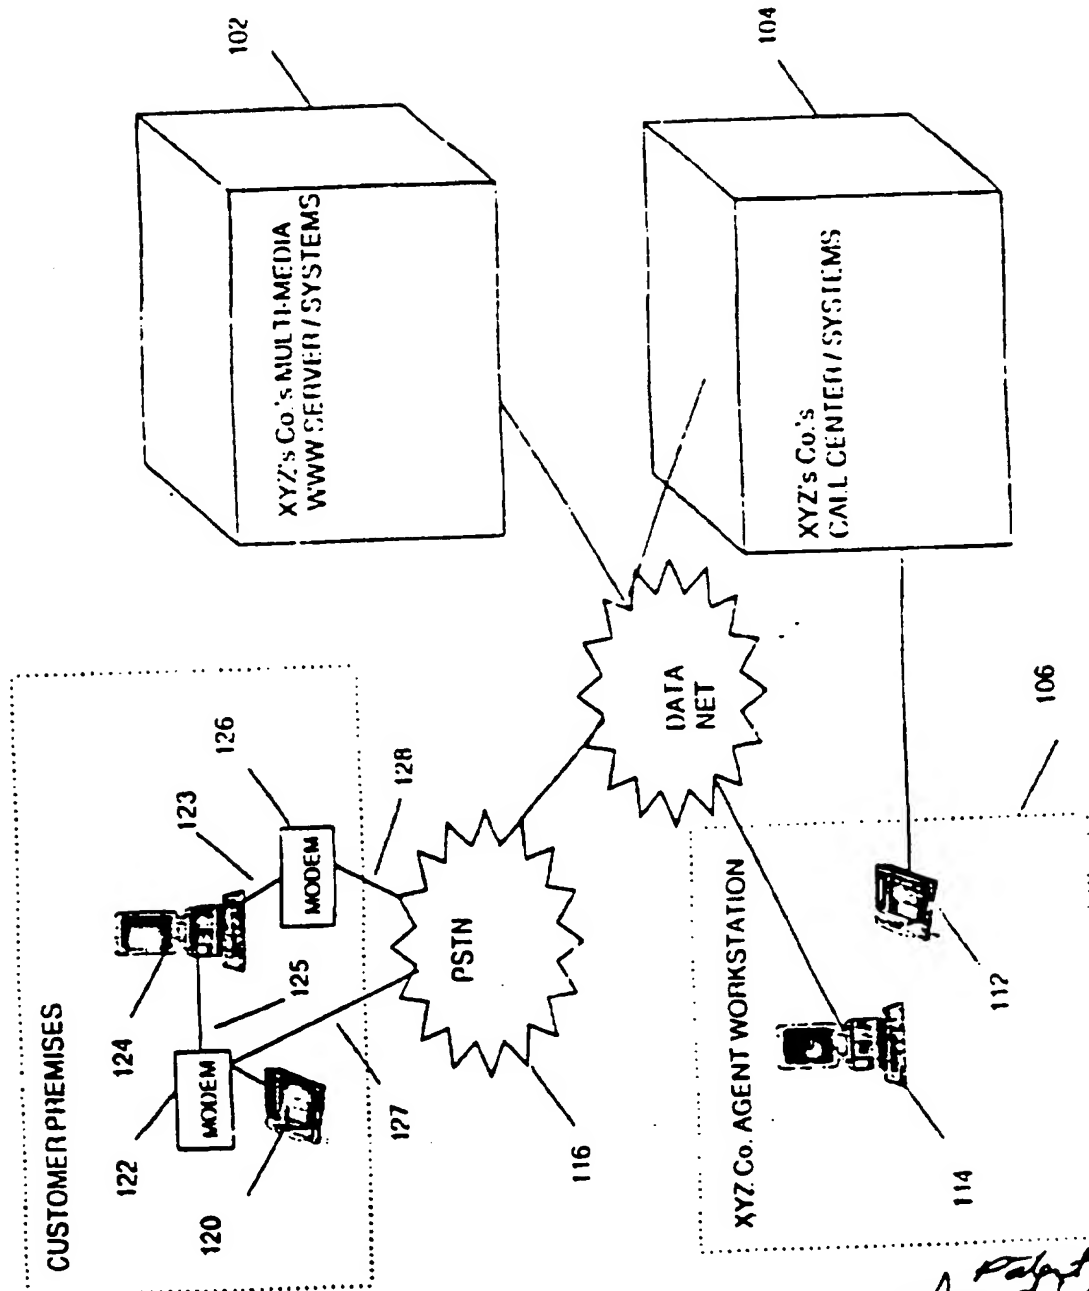 CUSTOMER PREMISES
122
124
MODEM
120
125
123
MODEM
126
127
128
102
XYZ's Co.'s MULTI-MEDIA
WWW SERVER / SYSTEMS
PSTN
116
DATA
NET
104
XYZ's Co.'s
CALL CENTER / SYSTEMS
XYZ Co. AGENT WORKSTATION
106
114
112
Patent